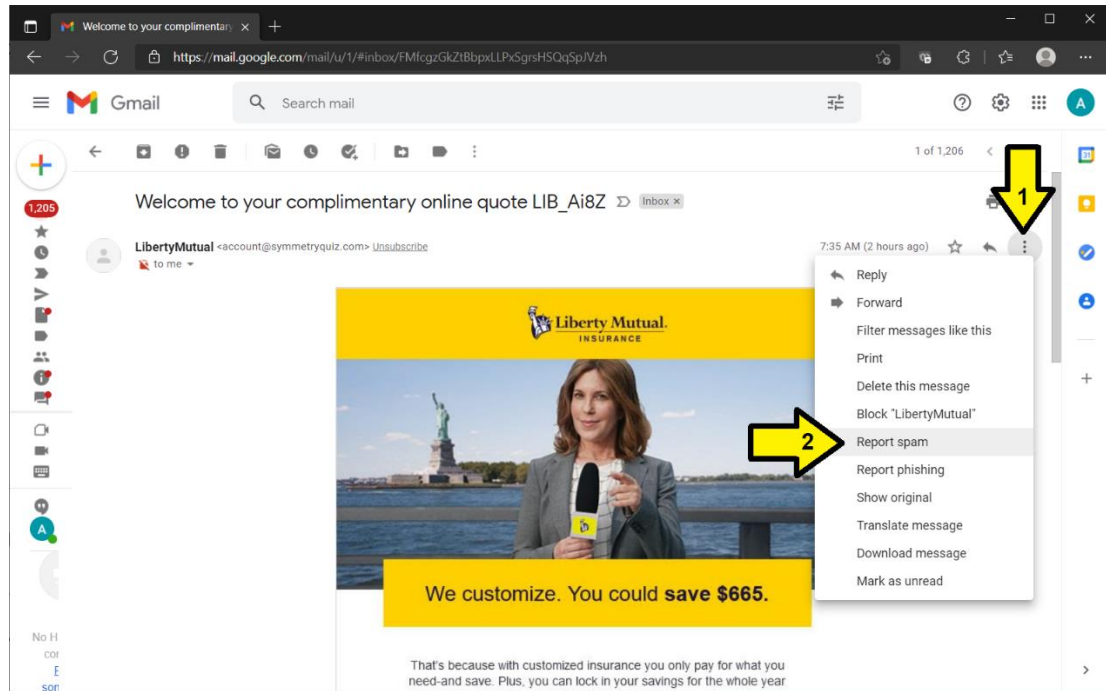 Welcome to your complimentary
https://mail.google.com/mail/u/1/#inbox/FMfcgzGkZtBbpxLLPxSgrsHSQqSpJVzh
Gmail
Search mail
A
1 of 1,206
31
1,205
Welcome to your complimentary online quote LIB_Ai8Z Inbox ×
1
LibertyMutual <account@symmetryquiz.com> Unsubscribe
7:35 AM (2 hours ago)
to me
Reply
Forward
Filter messages like this
Print
Delete this message
Block "LibertyMutual"
2
Report spam
Report phishing
Show original
Translate message
Download message
Mark as unread
Liberty Mutual.
INSURANCE
A
We customize. You could save $665.
That's because with customized insurance you only pay for what you
need-and save. Plus, you can lock in your savings for the whole year
No H